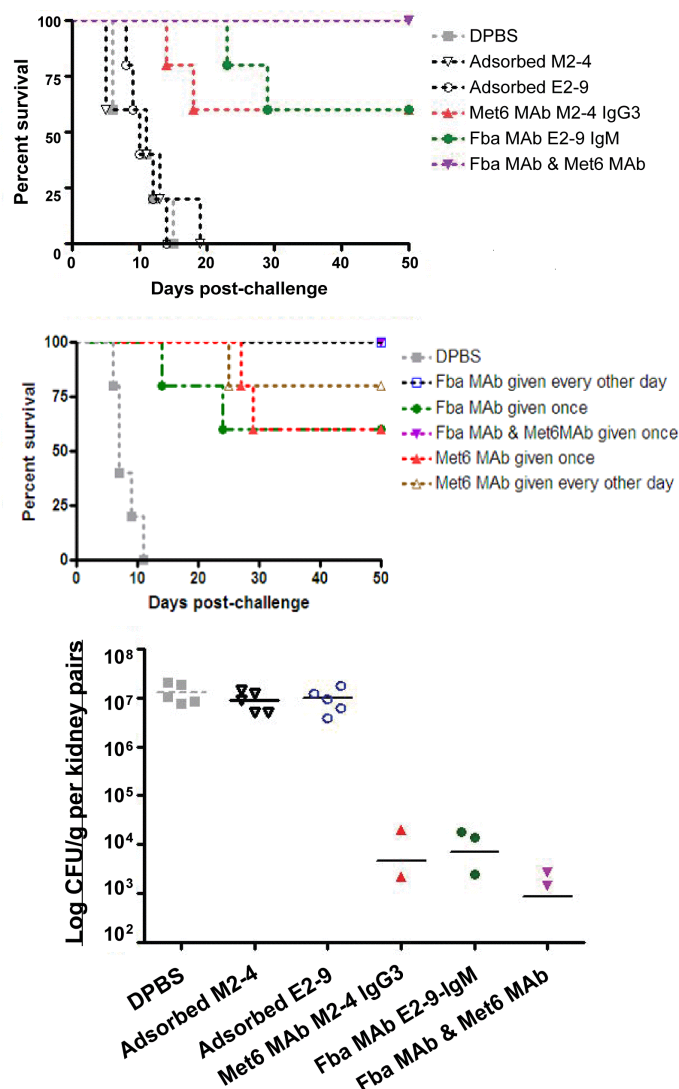 100
75
50
25
0
Percent survival
0
10
20
30
40
50
Days post-challenge
DPBS
Adsorbed M2-4
Adsorbed E2-9
Met6 MAb M2-4 IgG3
Fba MAb E2-9 IgM
Fba MAb & Met6 MAb
100
75
50
25
0
Percent survival
0
10
20
30
40
50
Days post-challenge
DPBS
Fba MAb given every other day
Fba MAb given once
Fba MAb & Met6MAb given once
Met6 MAb given once
Met6 MAb given every other day
Log CFU/g per kidney pairs
10⁸
10⁷
10⁶
10⁵
10⁴
10³
10²
DPBS
Adsorbed M2-4
Adsorbed E2-9
Met6 MAb M2-4 IgG3
Fba MAb E2-9-IgM
Fba MAb & Met6 MAb